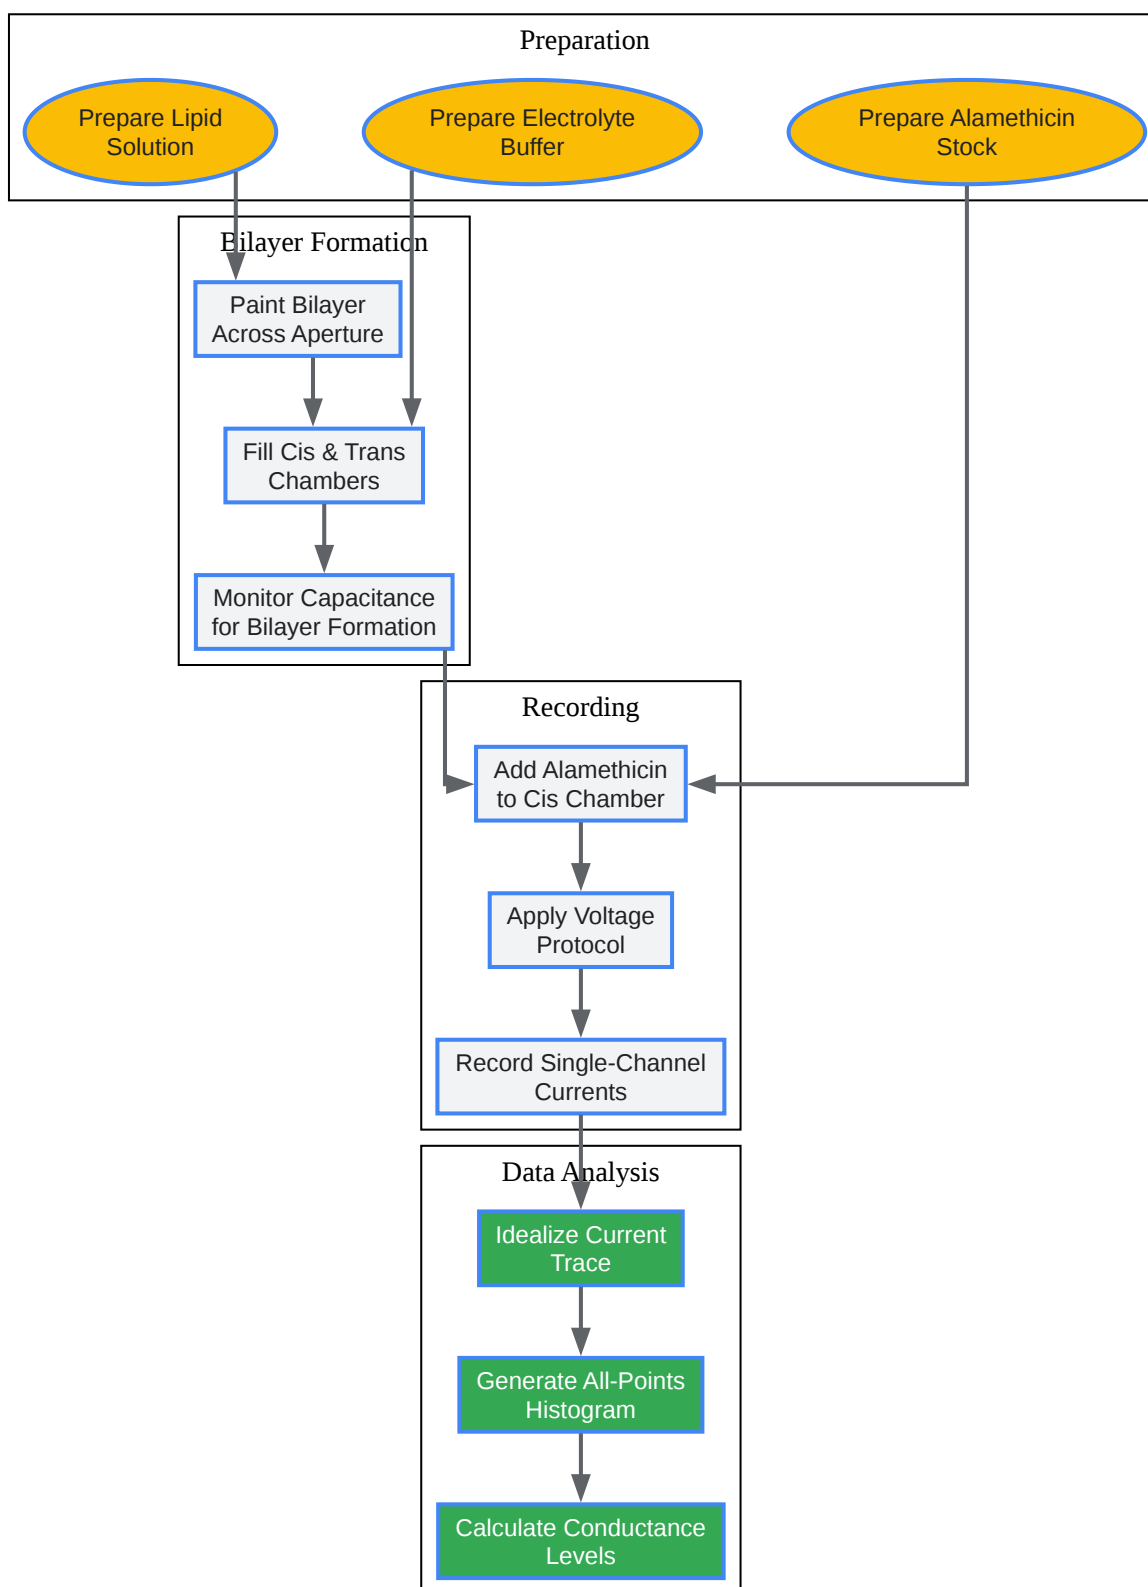 Preparation
Prepare Lipid
Solution
Prepare Electrolyte
Buffer
Prepare Alamethicin
Stock
Bilayer Formation
Paint Bilayer
Across Aperture
Fill Cis & Trans
Chambers
Monitor Capacitance
for Bilayer Formation
Recording
Add Alamethicin
to Cis Chamber
Apply Voltage
Protocol
Record Single-Channel
Currents
Data Analysis
Idealize Current
Trace
Generate All-Points
Histogram
Calculate Conductance
Levels